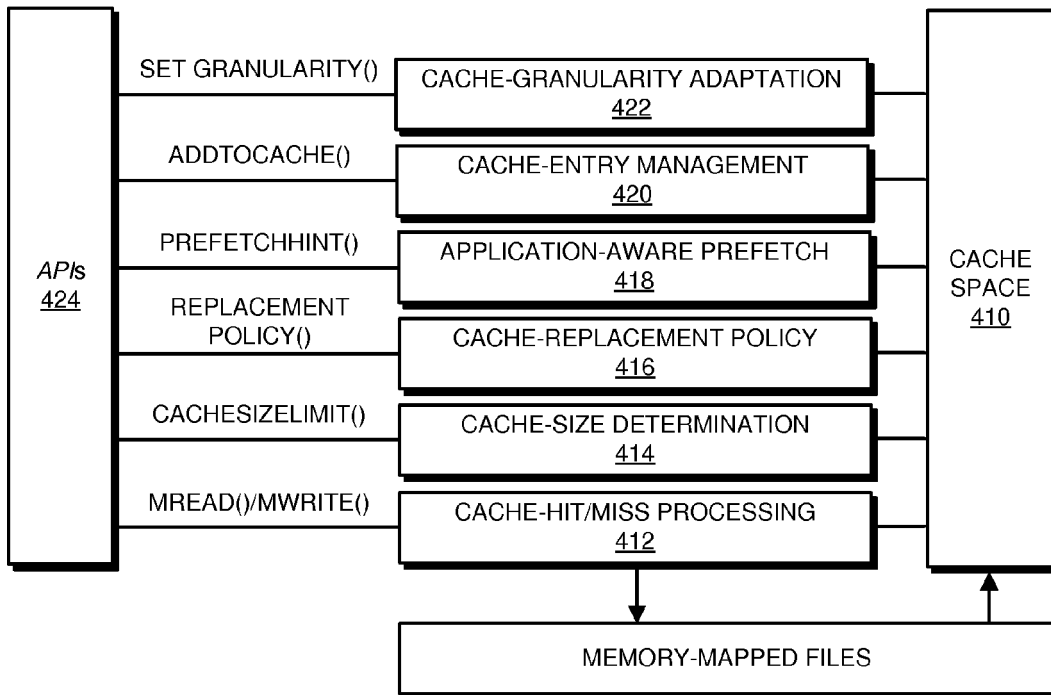 APIs
424
SET GRANULARITY()
ADDTOCACHE()
PREFETCHHINT()
REPLACEMENT
POLICY()
CACHESIZELIMIT()
MREAD()/MWRITE()
CACHE-GRANULARITY ADAPTATION
422
CACHE-ENTRY MANAGEMENT
420
APPLICATION-AWARE PREFETCH
418
CACHE-REPLACEMENT POLICY
416
CACHE-SIZE DETERMINATION
414
CACHE-HIT/MISS PROCESSING
412
CACHE
SPACE
410
MEMORY-MAPPED FILES